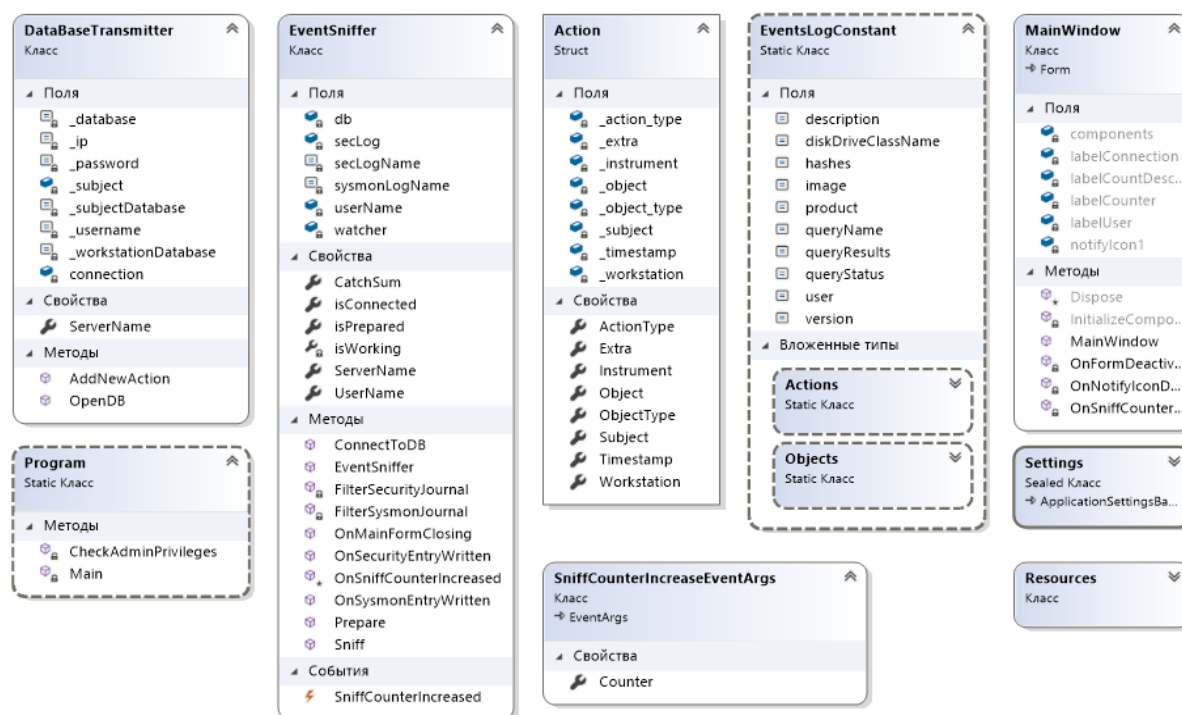 DataBaseTransmitter
Класс
Поля
_database
_ip
_password
_subject
_subjectDatabase
_username
_workstationDatabase
connection
Свойства
ServerName
Методы
AddNewAction
OpenDB
Program
Static Класс
Методы
CheckAdminPrivileges
Main
EventSniffer
Класс
Поля
db
secLog
secLogName
sysmonLogName
userName
watcher
Свойства
CatchSum
isConnected
isPrepared
isWorking
ServerName
UserName
Методы
ConnectToDB
EventSniffer
FilterSecurityJournal
FilterSysmonJournal
OnMainFormClosing
OnSecurityEntryWritten
OnSniffCounterIncreased
OnSysmonEntryWritten
Prepare
Sniff
События
SniffCounterIncreased
Action
Struct
Поля
_action_type
_extra
_instrument
_object
_object_type
_subject
_timestamp
_workstation
Свойства
ActionType
Extra
Instrument
Object
ObjectType
Subject
Timestamp
Workstation
EventsLogConstant
Static Класс
Поля
description
diskDriveClassName
hashes
image
product
queryName
queryResults
queryStatus
user
version
Вложенные типы
Actions
Static Класс
Objects
Static Класс
SniffCounterIncreaseEventArgs
Класс
EventArgs
Свойства
Counter
MainWindow
Класс
Form
Поля
components
labelConnection
labelCountDesc...
labelCounter
labelUser
notifyIcon1
Методы
Dispose
InitializeCompo...
MainWindow
OnFormDeactiv...
OnNotifyIconD...
OnSniffCounter...
Settings
Sealed Класс
ApplicationSettingsBa...
Resources
Класс